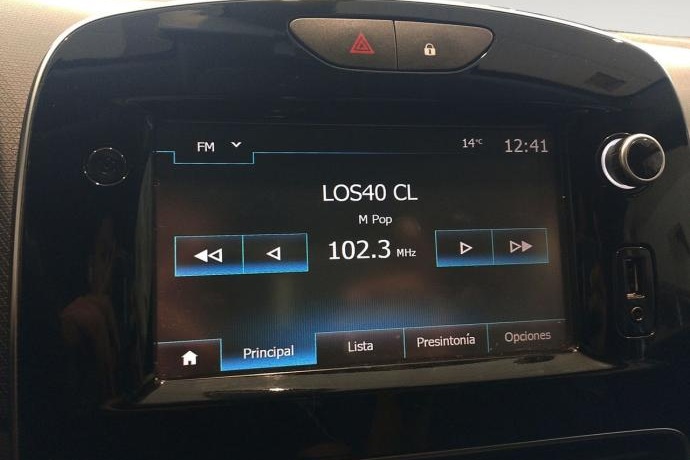 FM
14°C 12:41
LOS40 CL
M Pop
102.3 MHz
Principal Lista Presintonía Opciones